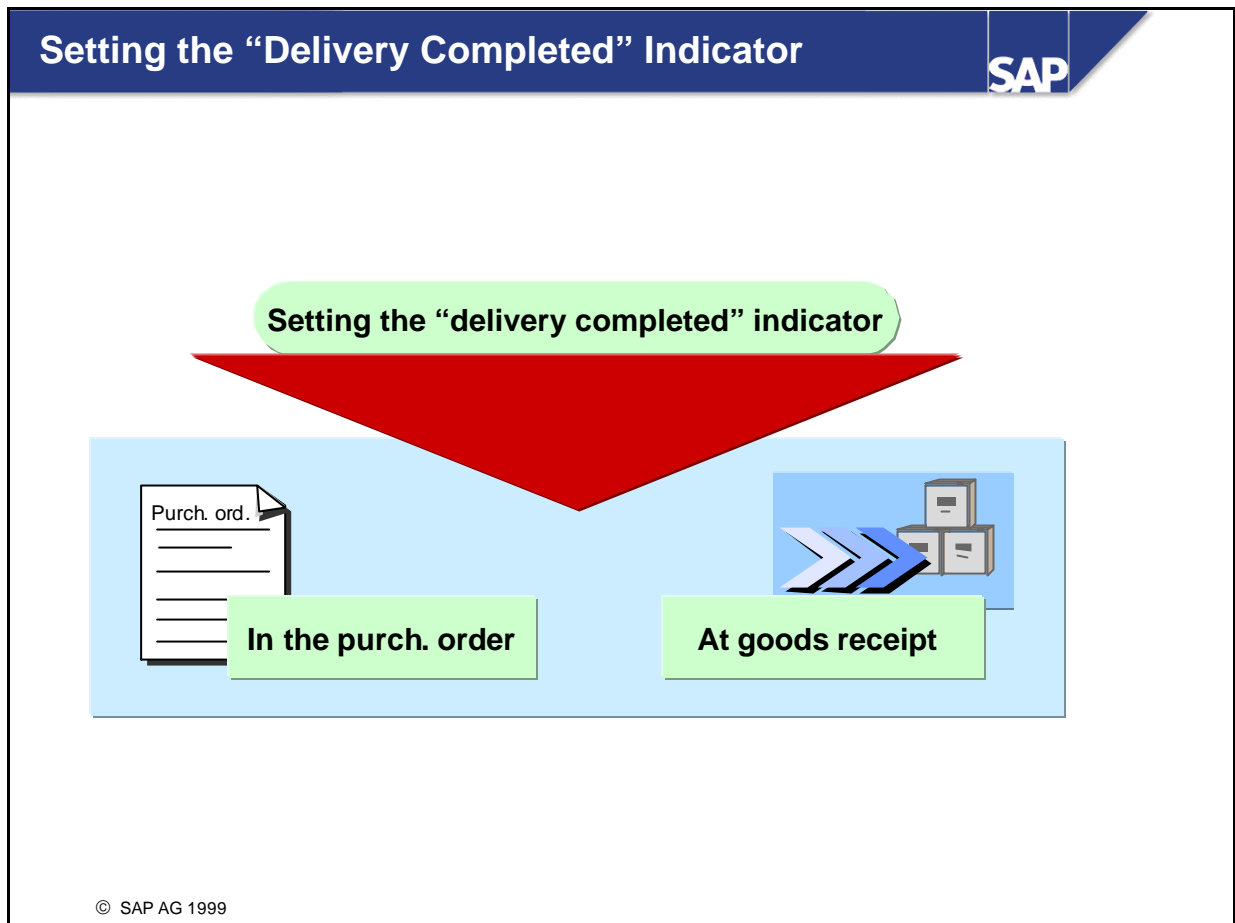 Setting the “Delivery Completed” Indicator
SAP
Setting the “delivery completed” indicator
Purch. ord.
In the purch. order
At goods receipt
© SAP AG 1999